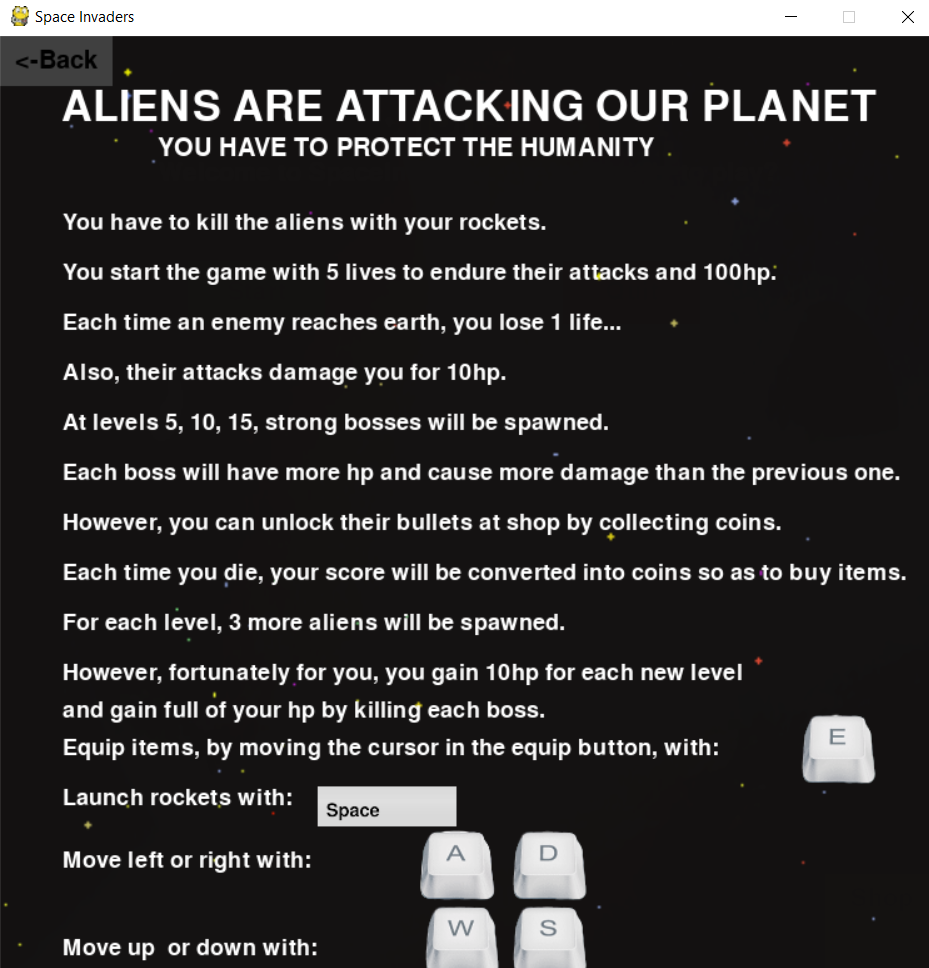 Space Invaders
<-Back
ALIENS ARE ATTACKING OUR PLANET
YOU HAVE TO PROTECT THE HUMANITY
You have to kill the aliens with your rockets.
You start the game with 5 lives to endure their attacks and 100hp.
Each time an enemy reaches earth, you lose 1 life...
Also, their attacks damage you for 10hp.
At levels 5, 10, 15, strong bosses will be spawned.
Each boss will have more hp and cause more damage than the previous one.
However, you can unlock their bullets at shop by collecting coins.
Each time you die, your score will be converted into coins so as to buy items.
For each level, 3 more aliens will be spawned.
However, fortunately for you, you gain 10hp for each new level
and gain full of your hp by killing each boss.
Equip items, by moving the cursor in the equip button, with: E
Launch rockets with: Space
Move left or right with: A D
Move up  or down with: W S